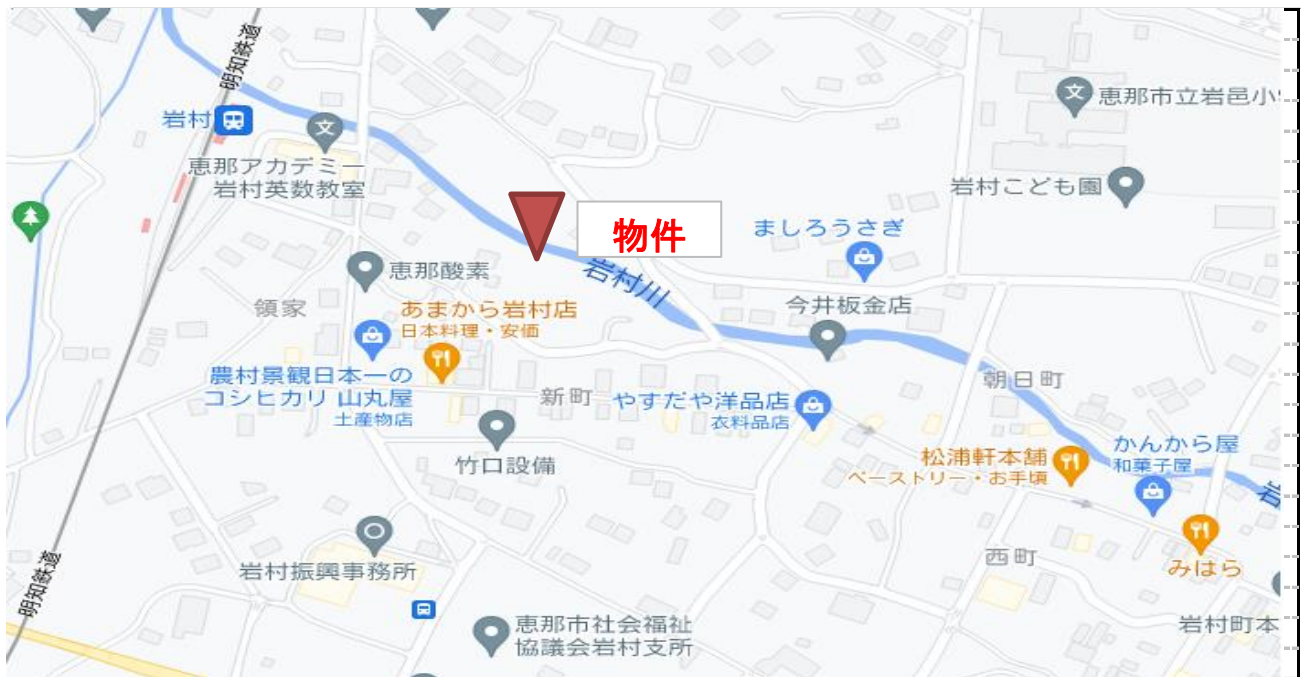 明知鉄道
岩村
恵那アカデミー
岩村英数教室
恵那市立岩邑小
岩村こども園
物件
ましろうさぎ
恵那酸素
岩村川
領家
あまから岩村店
日本料理・安価
今井板金店
農村景観日本一の
コシヒカリ 山丸屋
土産物店
新町
やすだや洋品店
衣料品店
朝日町
竹口設備
松浦軒本舗
ペーストリー・お手頃
かんから屋
和菓子屋
岩
岩村振興事務所
西町
みはら
明知鉄道
恵那市社会福祉
協議会岩村支所
岩村町本